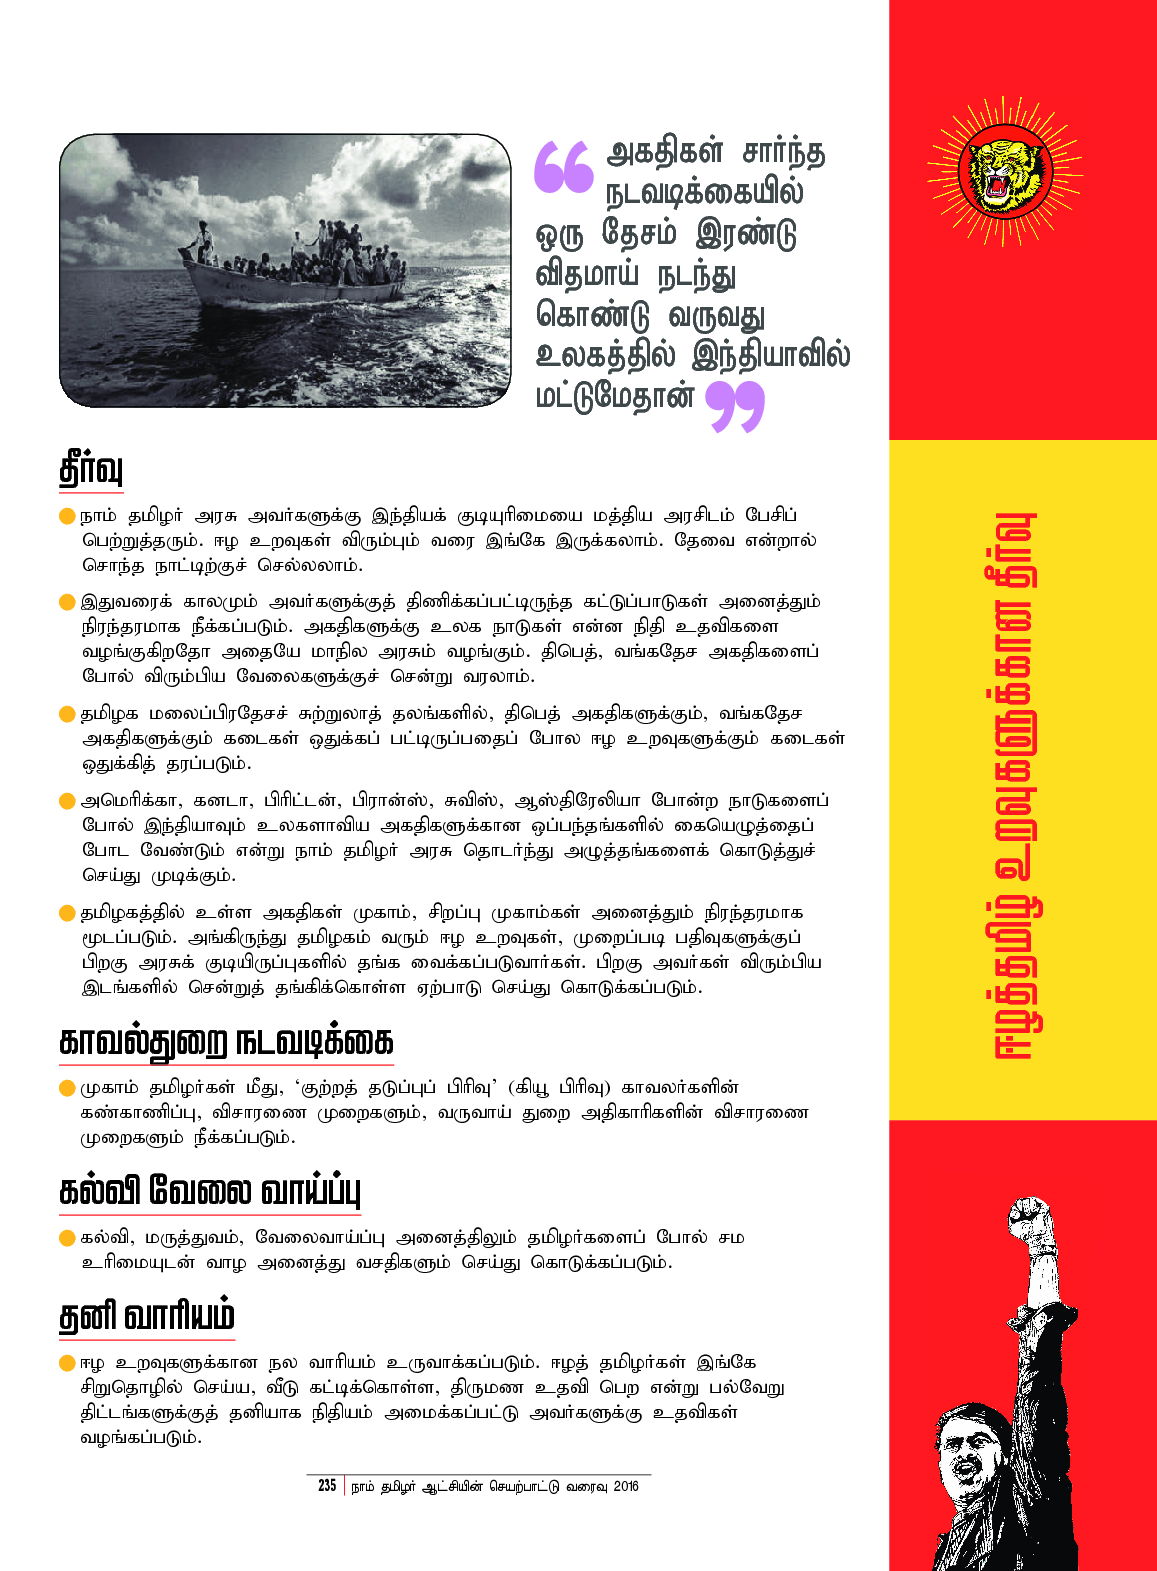 அகதிகள் சார்ந்த
நடவடிக்கையில்
ஒரு தேசம் இரண்டு
விதமாய் நடந்து
கொண்டு வருவது
உலகத்தில் இந்தியாவில்
மட்டுமேதான்
தீர்வு
நாம் தமிழர் அரசு அவர்களுக்கு இந்தியக் குடியுரிமையை மத்திய அரசிடம் பேசிப்
பெற்றுத்தரும். ஈழ உறவுகள் விரும்பும் வரை இங்கே இருக்கலாம். தேவை என்றால்
சொந்த நாட்டிற்குச் செல்லலாம்.
இதுவரைக் காலமும் அவர்களுக்குத் திணிக்கப்பட்டிருந்த கட்டுப்பாடுகள் அனைத்தும்
நிரந்தரமாக நீக்கப்படும். அகதிகளுக்கு உலக நாடுகள் என்ன நிதி உதவிகளை
வழங்குகிறதோ அதையே மாநில அரசும் வழங்கும். திபெத், வங்கதேச அகதிகளைப்
போல் விரும்பிய வேலைகளுக்குச் சென்று வரலாம்.
தமிழக மலைப்பிரதேசச் சுற்றுலாத் தலங்களில், திபெத் அகதிகளுக்கும், வங்கதேச
அகதிகளுக்கும் கடைகள் ஒதுக்கப் பட்டிருப்பதைப் போல ஈழ உறவுகளுக்கும் கடைகள்
ஒதுக்கித் தரப்படும்.
அமெரிக்கா, கனடா, பிரிட்டன், பிரான்ஸ், சுவிஸ், ஆஸ்திரேலியா போன்ற நாடுகளைப்
போல் இந்தியாவும் உலகளாவிய அகதிகளுக்கான ஒப்பந்தங்களில் கையெழுத்தைப்
போட வேண்டும் என்று நாம் தமிழர் அரசு தொடர்ந்து அழுத்தங்களைக் கொடுத்துச்
செய்து முடிக்கும்.
தமிழகத்தில் உள்ள அகதிகள் முகாம், சிறப்பு முகாம்கள் அனைத்தும் நிரந்தரமாக
மூடப்படும். அங்கிருந்து தமிழகம் வரும் ஈழ உறவுகள், முறைப்படி பதிவுகளுக்குப்
பிறகு அரசுக் குடியிருப்புகளில் தங்க வைக்கப்படுவார்கள். பிறகு அவர்கள் விரும்பிய
இடங்களில் சென்றுத் தங்கிக்கொள்ள ஏற்பாடு செய்து கொடுக்கப்படும்.
காவல்துறை நடவடிக்கை
முகாம் தமிழர்கள் மீது, ‘குற்றத் தடுப்புப் பிரிவு’ (கியூ பிரிவு) காவலர்களின்
கண்காணிப்பு, விசாரணை முறைகளும், வருவாய் துறை அதிகாரிகளின் விசாரணை
முறைகளும் நீக்கப்படும்.
கல்வி வேலை வாய்ப்பு
கல்வி, மருத்துவம், வேலைவாய்ப்பு அனைத்திலும் தமிழர்களைப் போல் சம
உரிமையுடன் வாழ அனைத்து வசதிகளும் செய்து கொடுக்கப்படும்.
தனி வாரியம்
ஈழ உறவுகளுக்கான நல வாரியம் உருவாக்கப்படும். ஈழத் தமிழர்கள் இங்கே
சிறுதொழில் செய்ய, வீடு கட்டிக்கொள்ள, திருமண உதவி பெற என்று பல்வேறு
திட்டங்களுக்குத் தனியாக நிதியம் அமைக்கப்பட்டு அவர்களுக்கு உதவிகள்
வழங்கப்படும்.
235 நாம் தமிழர் ஆட்சியின் செயற்பாட்டு வரைவு 2016
ஈழத்தமிழ் உறவுகளுக்கான தீர்வு